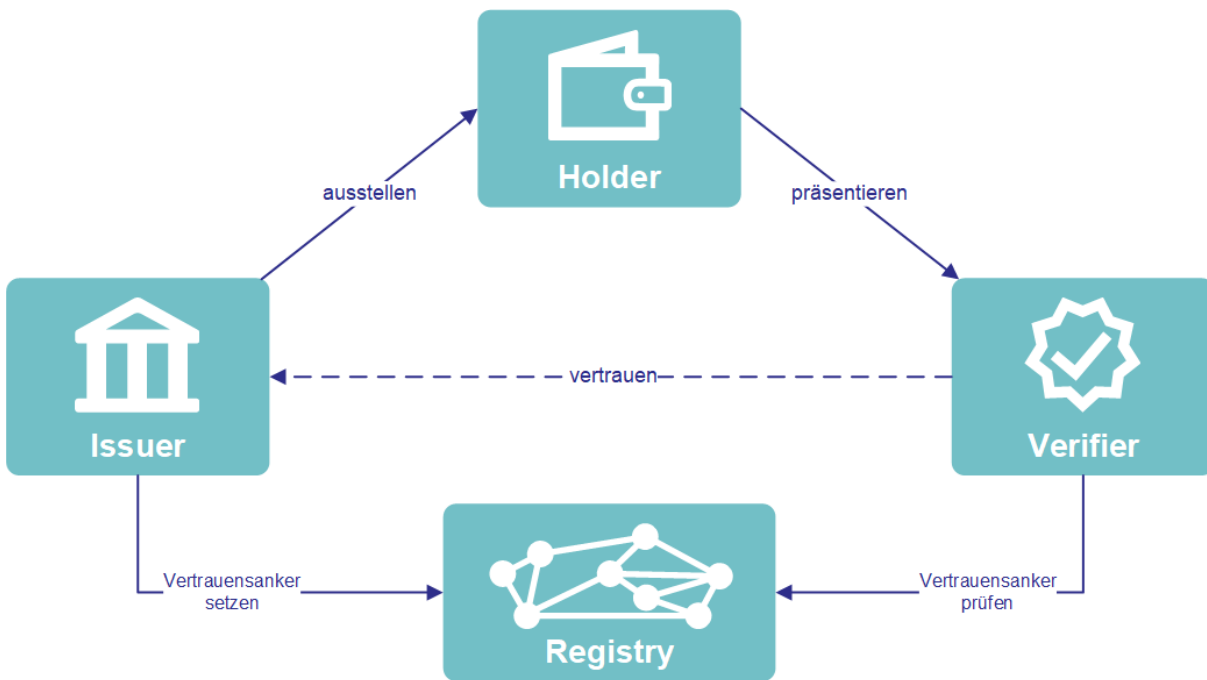 Holder
ausstellen
präsentieren
vertrauen
Issuer
Verifier
Vertrauensanker
setzen
Vertrauensanker
prüfen
Registry